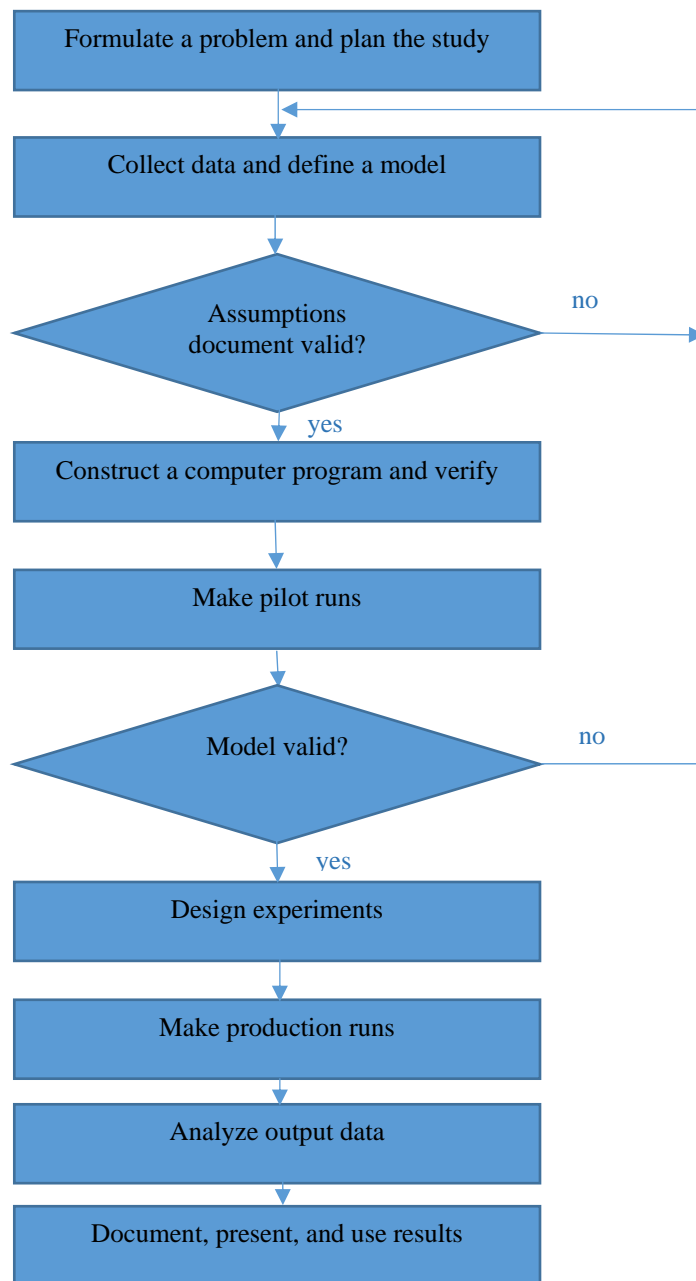 Formulate a problem and plan the study
Collect data and define a model
Assumptions
document valid?
no
yes
Construct a computer program and verify
Make pilot runs
Model valid?
no
yes
Design experiments
Make production runs
Analyze output data
Document, present, and use results